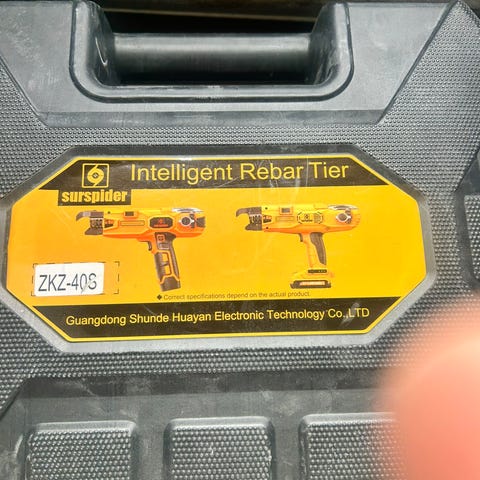 Intelligent Rebar Tier
surspider
ZKZ-40S
◆ Correct specifications depend on the actual product.
Guangdong Shunde Huayan Electronic Technology Co.,LTD